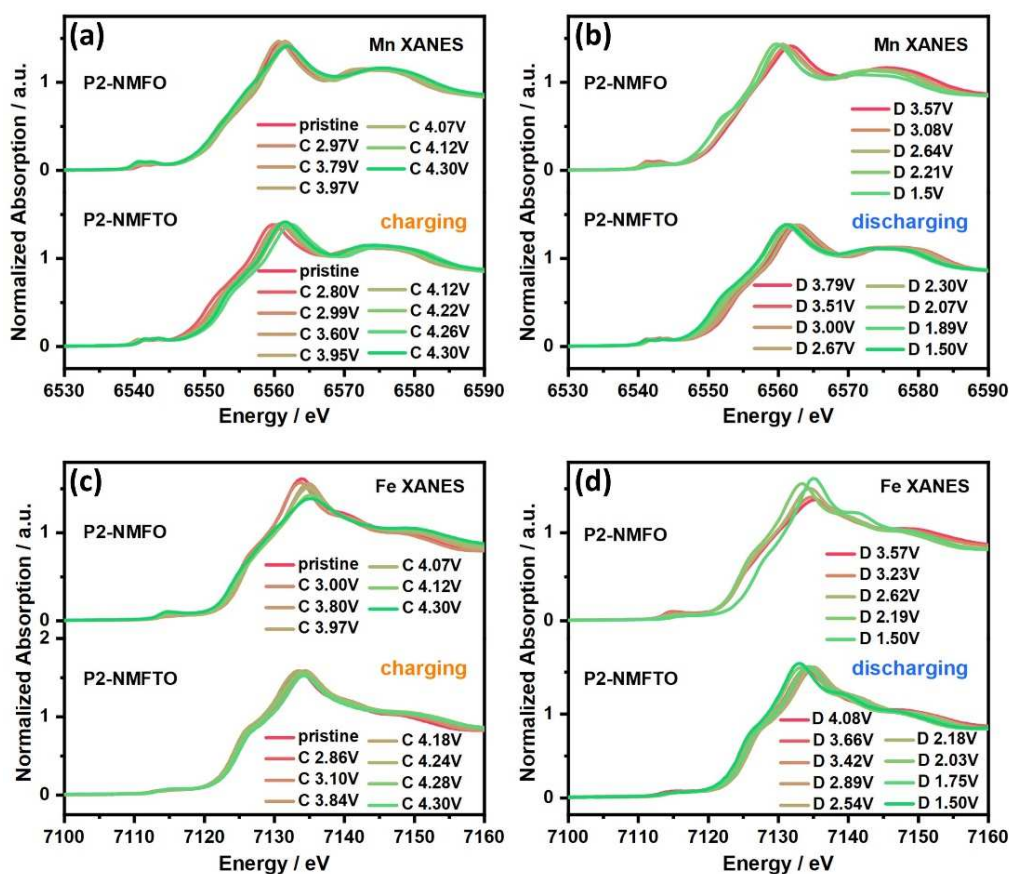 (a)
Mn XANES
P2-NMFO
pristine
C 2.97V
C 3.79V
C 3.97V
C 4.07V
C 4.12V
C 4.30V
P2-NMFTO
charging
pristine
C 2.80V
C 2.99V
C 3.60V
C 3.95V
C 4.12V
C 4.22V
C 4.26V
C 4.30V
Normalized Absorption / a.u.
1
0
1
0
6530 6540 6550 6560 6570 6580 6590
Energy / eV
(b)
Mn XANES
P2-NMFO
D 3.57V
D 3.08V
D 2.64V
D 2.21V
D 1.5V
P2-NMFTO
discharging
D 3.79V
D 3.51V
D 3.00V
D 2.67V
D 2.30V
D 2.07V
D 1.89V
D 1.50V
Normalized Absorption / a.u.
1
0
1
0
6530 6540 6550 6560 6570 6580 6590
Energy / eV
(c)
Fe XANES
P2-NMFO
pristine
C 3.00V
C 3.80V
C 3.97V
C 4.07V
C 4.12V
C 4.30V
P2-NMFTO
charging
pristine
C 2.86V
C 3.10V
C 3.84V
C 4.18V
C 4.24V
C 4.28V
C 4.30V
Normalized Absorption / a.u.
1
0
2
1
0
7100 7110 7120 7130 7140 7150 7160
Energy / eV
(d)
Fe XANES
P2-NMFO
D 3.57V
D 3.23V
D 2.62V
D 2.19V
D 1.50V
P2-NMFTO
discharging
D 4.08V
D 3.66V
D 3.42V
D 2.89V
D 2.54V
D 2.18V
D 2.03V
D 1.75V
D 1.50V
Normalized Absorption / a.u.
1
0
1
0
7100 7110 7120 7130 7140 7150 7160
Energy / eV